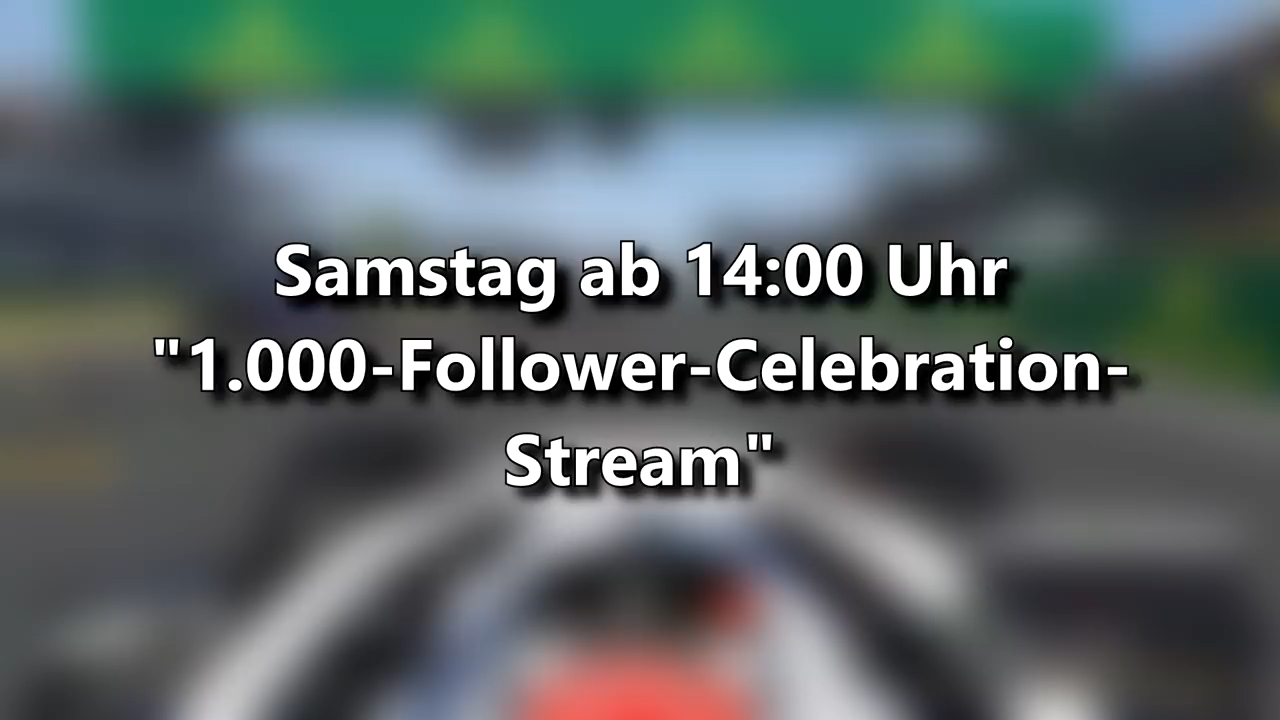 Samstag ab 14:00 Uhr
"1.000-Follower-Celebration-
Stream"